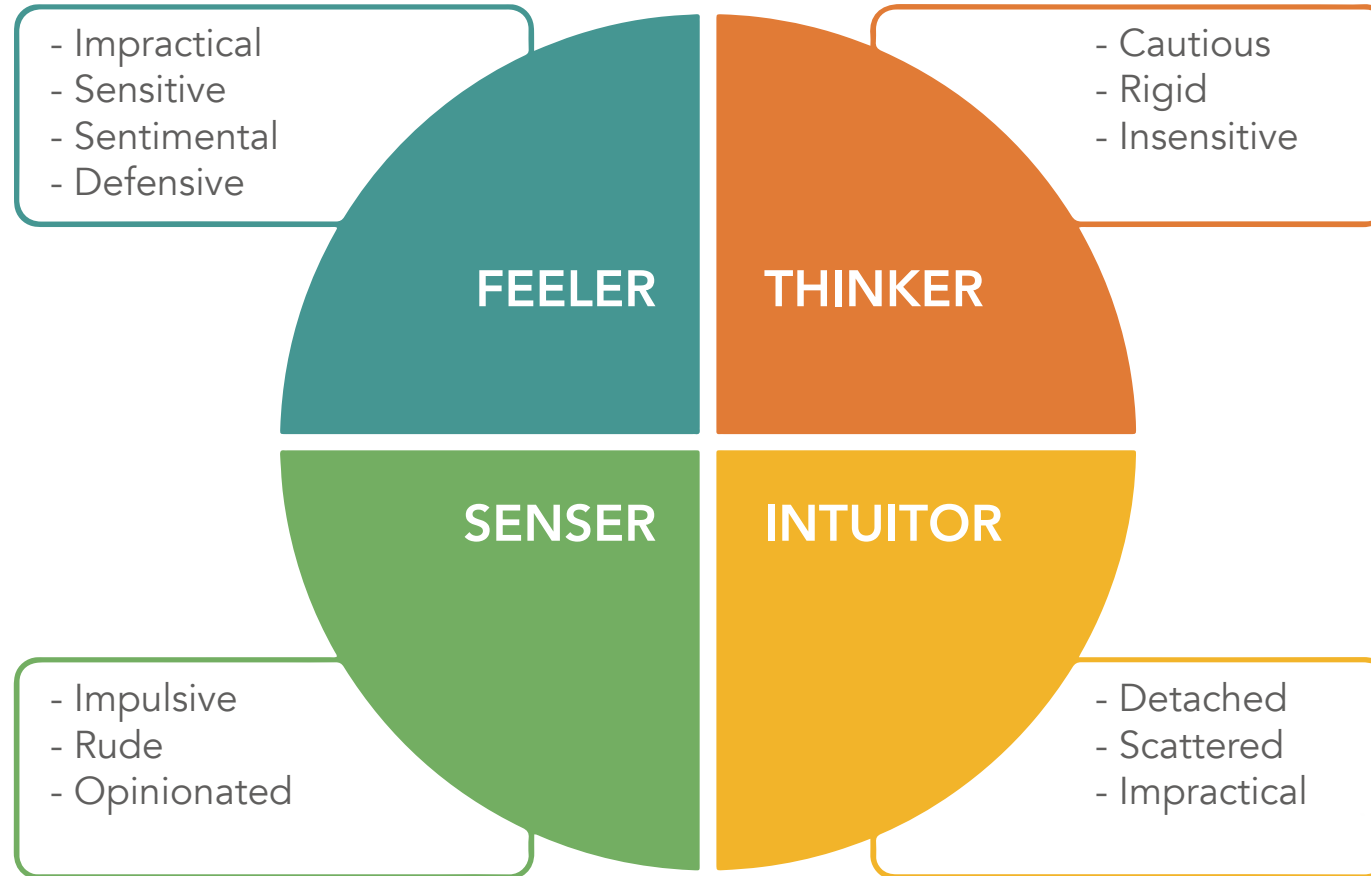 - Impractical
- Sensitive
- Sentimental
- Defensive
- Cautious
- Rigid
- Insensitive
FEELER
THINKER
SENSER
INTUITOR
- Impulsive
- Rude
- Opinionated
- Detached
- Scattered
- Impractical